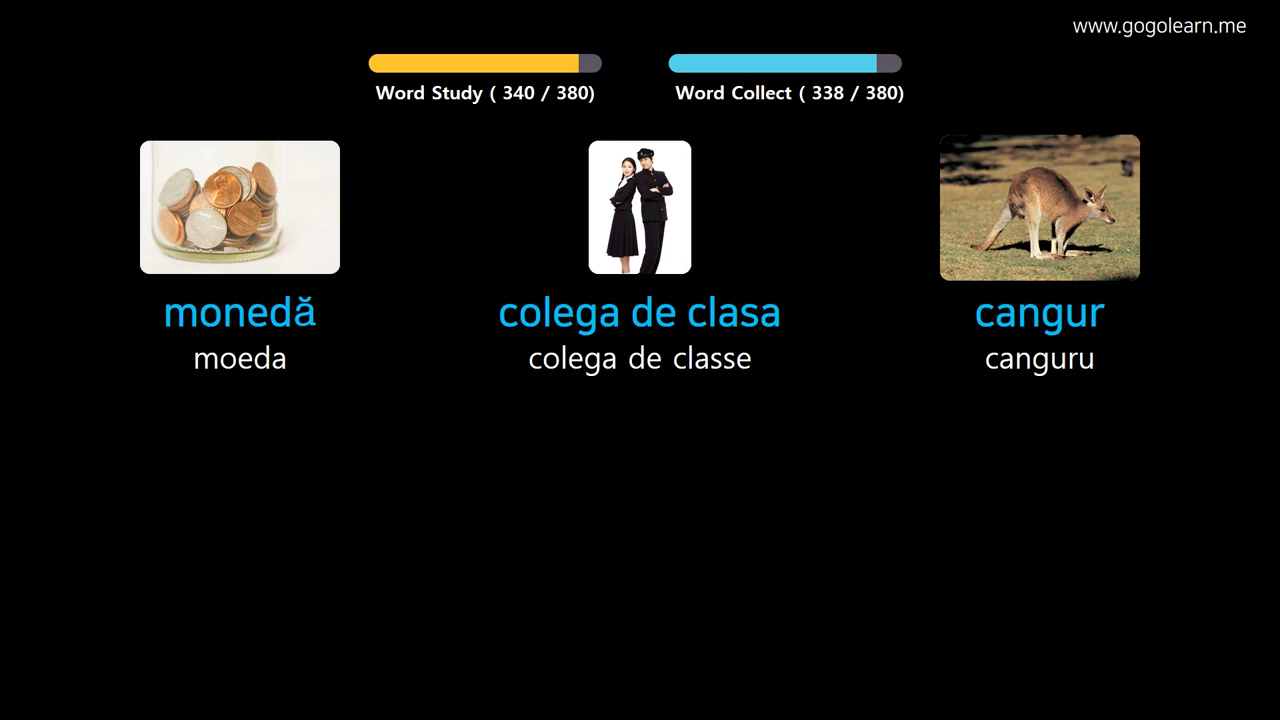 www.gogolearn.me
Word Study ( 340 / 380)
Word Collect ( 338 / 380)
monedă
colega de clasa
cangur
moeda
colega de classe
canguru